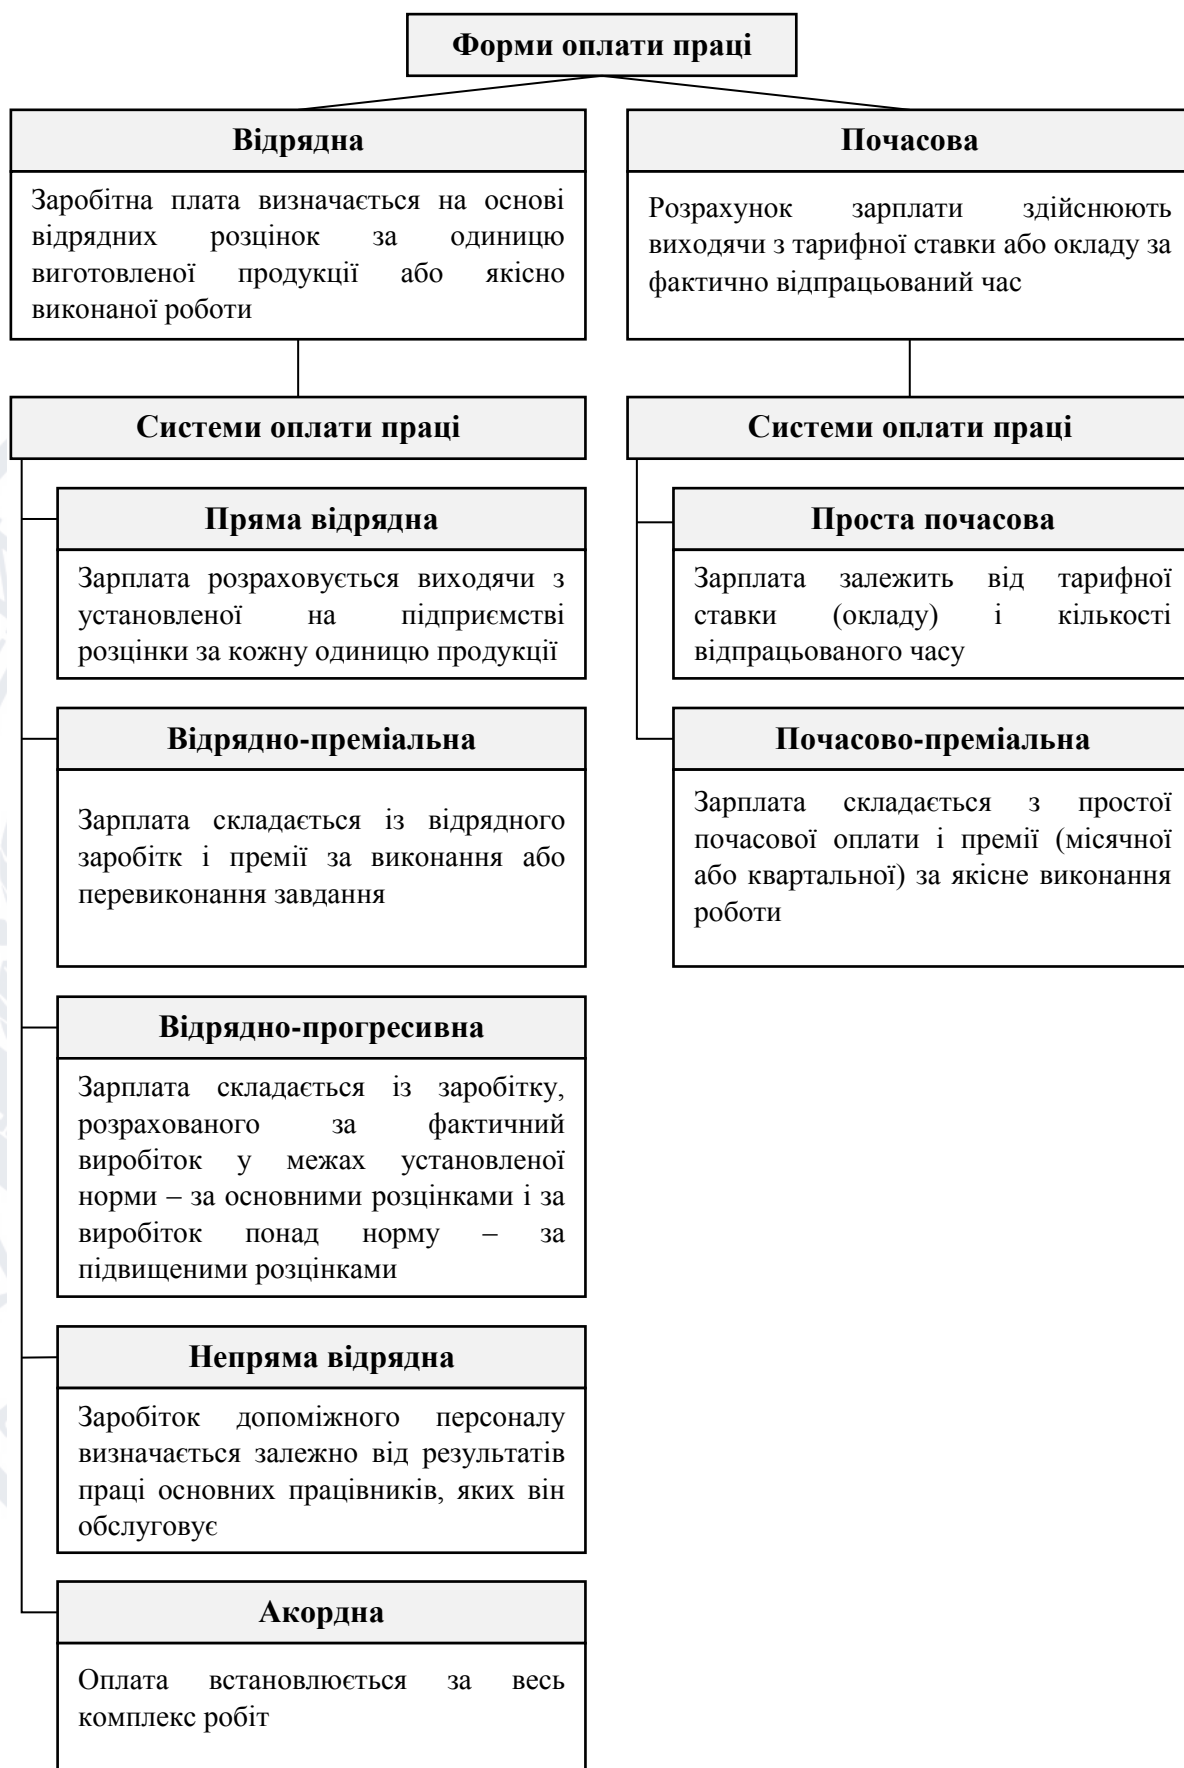 Форми оплати праці
Відрядна
Заробітна плата визначається на основі
відрядних розцінок за одиницю
виготовленої продукції або якісно
виконаної роботи
Почасова
Розрахунок зарплати здійснюють
виходячи з тарифної ставки або окладу за
фактично відпрацьований час
Системи оплати праці
Пряма відрядна
Зарплата розраховується виходячи з
установленої на підприємстві
розцінки за кожну одиницю продукції
Відрядно-преміальна
Зарплата складається із відрядного
заробітк і премії за виконання або
перевиконання завдання
Відрядно-прогресивна
Зарплата складається із заробітку,
розрахованого за фактичний
виробіток у межах установленої
норми – за основними розцінками і за
виробіток понад норму – за
підвищеними розцінками
Непряма відрядна
Заробіток допоміжного персоналу
визначається залежно від результатів
праці основних працівників, яких він
обслуговує
Акордна
Оплата встановлюється за весь
комплекс робіт
Системи оплати праці
Проста почасова
Зарплата залежить від тарифної
ставки (окладу) і кількості
відпрацьованого часу
Почасово-преміальна
Зарплата складається з простої
почасової оплати і премії (місячної
або квартальної) за якісне виконання
роботи